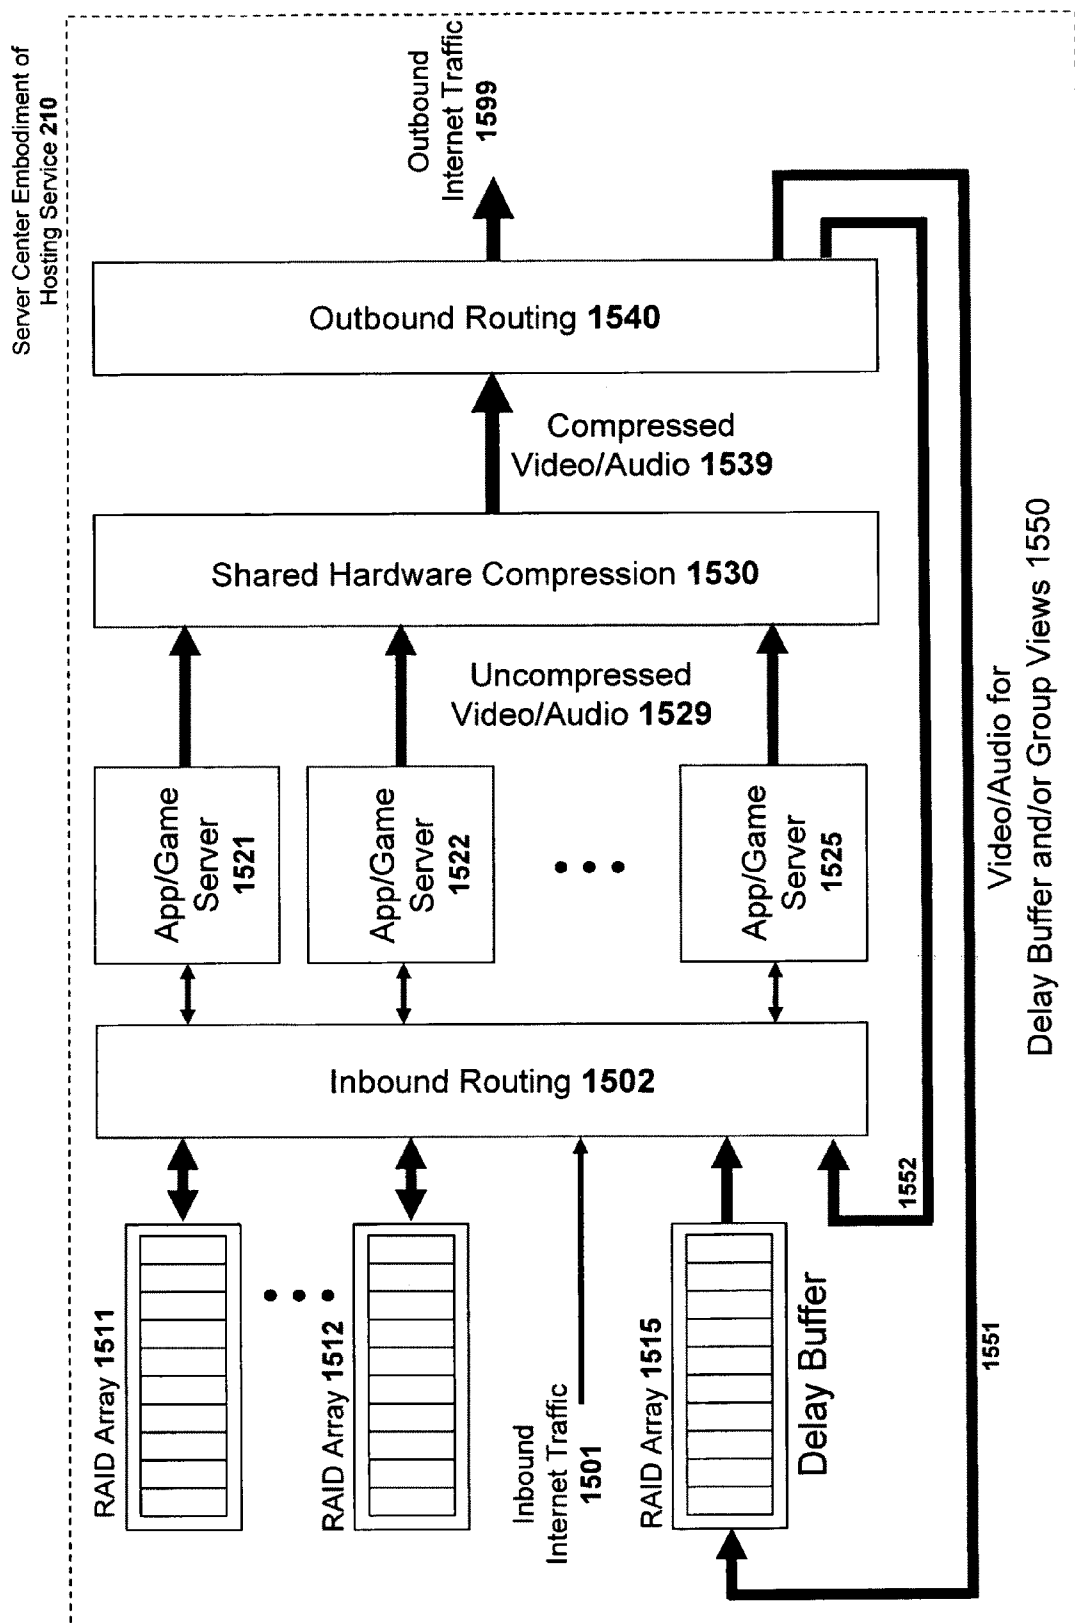 Server Center Embodiment of
Hosting Service 210
RAID Array 1511
RAID Array 1512
Inbound
Internet Traffic
1501
RAID Array 1515
Delay Buffer
Inbound Routing 1502
App/Game
Server
1521
App/Game
Server
1522
App/Game
Server
1525
Uncompressed
Video/Audio 1529
Shared Hardware Compression 1530
Compressed
Video/Audio 1539
Outbound Routing 1540
Outbound
Internet Traffic
1599
1552
1551
Video/Audio for
Delay Buffer and/or Group Views 1550